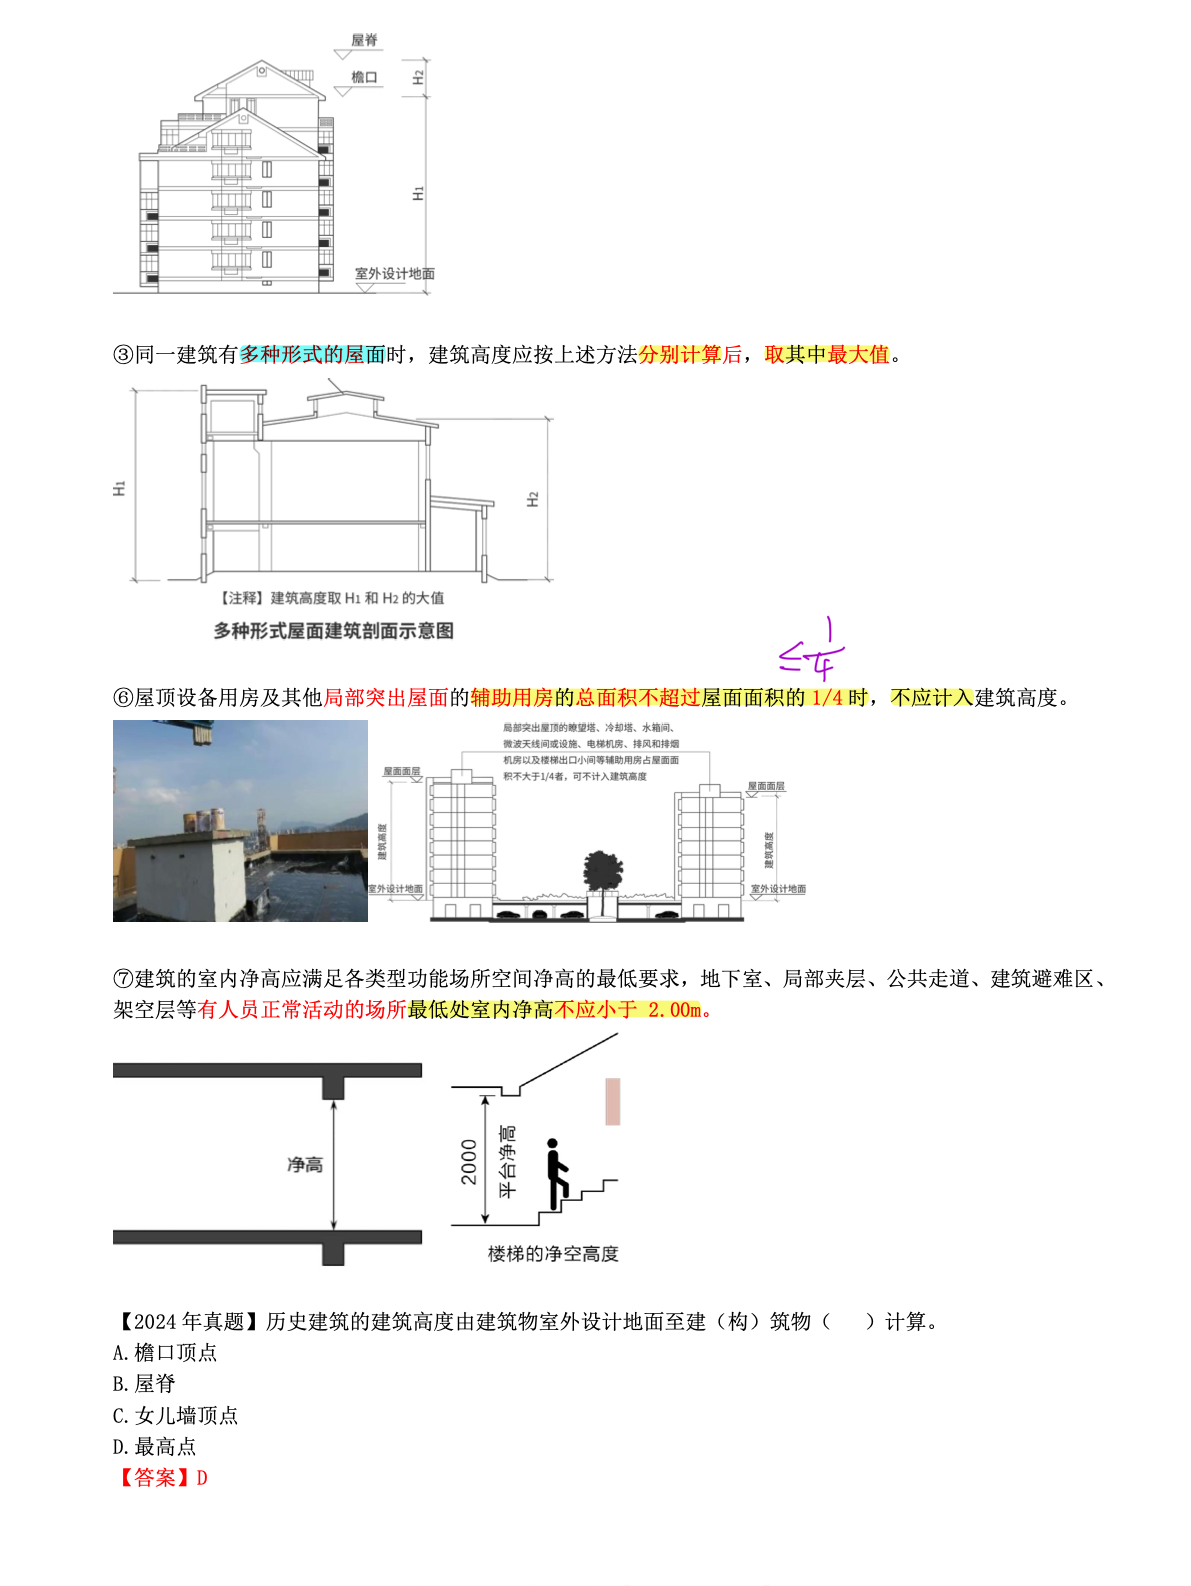 屋脊
檐口
H2
H1
室外设计地面
③同一建筑有多种形式的屋面时，建筑高度应按上述方法分别计算后，取其中最大值。
H1
H2
【注释】建筑高度取 H1 和 H2 的大值
多种形式屋面建筑剖面示意图
≤1/4
⑥屋顶设备用房及其他局部突出屋面的辅助用房的总面积不超过屋面面积的 1/4 时，不应计入建筑高度。
局部突出屋顶的瞭望塔、冷却塔、水箱间、
微波天线间或设施、电梯机房、排风和排烟
机房以及楼梯出口小间等辅助用房占屋面面
积不大于1/4者，可不计入建筑高度
屋面面层
屋面面层
建筑高度
建筑高度
室外设计地面
室外设计地面
⑦建筑的室内净高应满足各类型功能场所空间净高的最低要求，地下室、局部夹层、公共走道、建筑避难区、
架空层等有人员正常活动的场所最低处室内净高不应小于 2.00m。
净高
2000
平台净高
楼梯的净空高度
【2024 年真题】历史建筑的建筑高度由建筑物室外设计地面至建（构）筑物（   ）计算。
A.檐口顶点
B.屋脊
C.女儿墙顶点
D.最高点
【答案】D